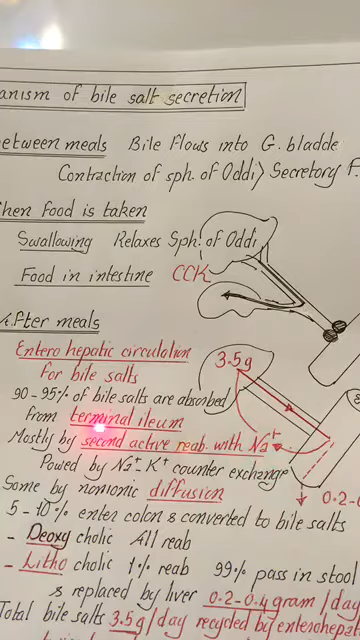 anism of bile salt secretion
between meals Bile Flows into G. bladde
Contraction of sph. of Oddi > Secretory F.
When Food is taken
Swallowing Relaxes Sph. of Oddi
Food in intestine CCK
After meals
Entero hepatic circulation 3.5g
For bile salts
90-95% of bile salts are absorbed
from terminal ileum
Mostly by second active reab. with Na+
Powed by Na+-K+ counter exchange
Some by nonionic diffusion 0.2-0
5-10% enter colon & converted to bile salts
- Deoxy cholic All reab
- Litho cholic 1% reab 99% pass in stool
& replaced by liver 0.2-0.4 gram/day
Total bile salts 3.5g/day recycled by enterohepat